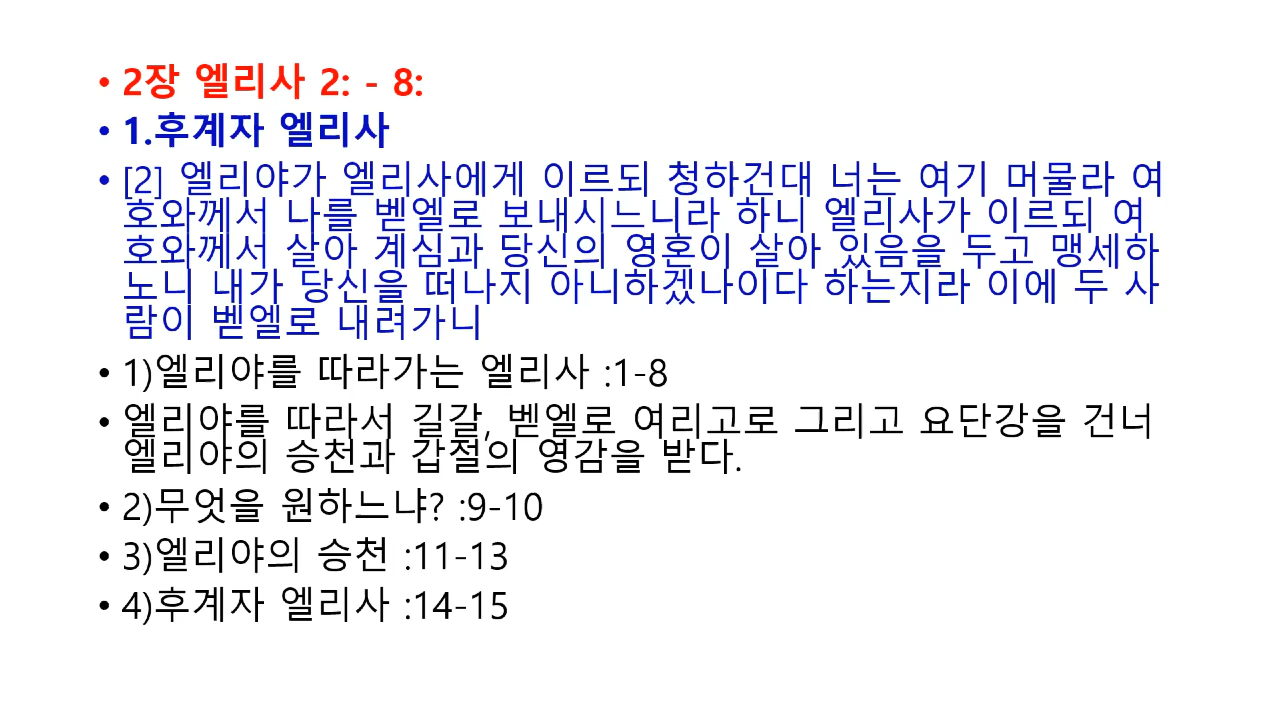 • 2장 엘리사 2: - 8:
• 1.후계자 엘리사
• [2] 엘리야가 엘리사에게 이르되 청하건대 너는 여기 머물라 여
호와께서 나를 벧엘로 보내시느니라 하니 엘리사가 이르되 여
호와께서 살아 계심과 당신의 영혼이 살아 있음을 두고 맹세하
노니 내가 당신을 떠나지 아니하겠나이다 하는지라 이에 두 사
람이 벧엘로 내려가니
• 1)엘리야를 따라가는 엘리사 :1-8
• 엘리야를 따라서 길갈, 벧엘로 여리고로 그리고 요단강을 건너
엘리야의 승천과 갑절의 영감을 받다.
• 2)무엇을 원하느냐? :9-10
• 3)엘리야의 승천 :11-13
• 4)후계자 엘리사 :14-15